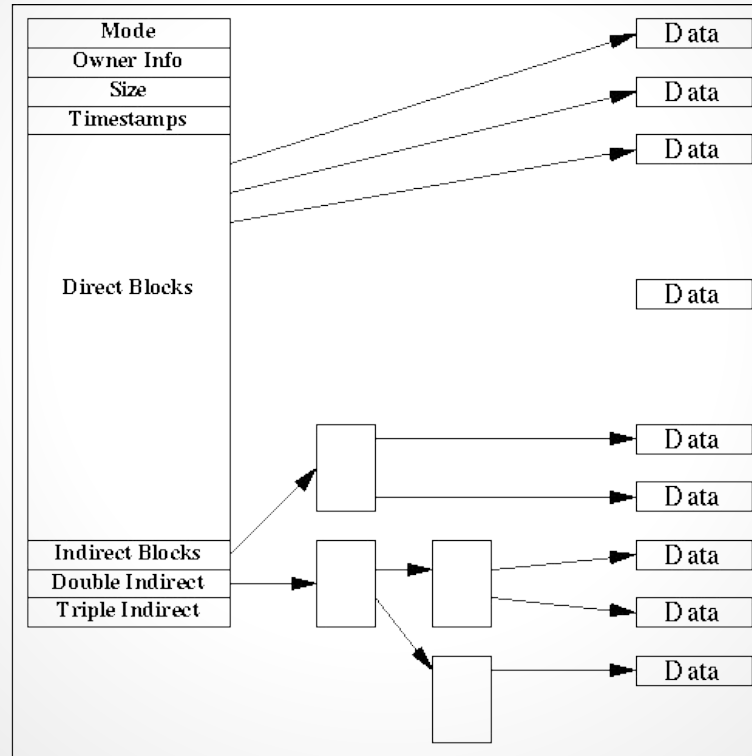 Mode
Owner Info
Size
Timestamps
Direct Blocks
Indirect Blocks
Double Indirect
Triple Indirect
Data
Data
Data
Data
Data
Data
Data
Data
Data